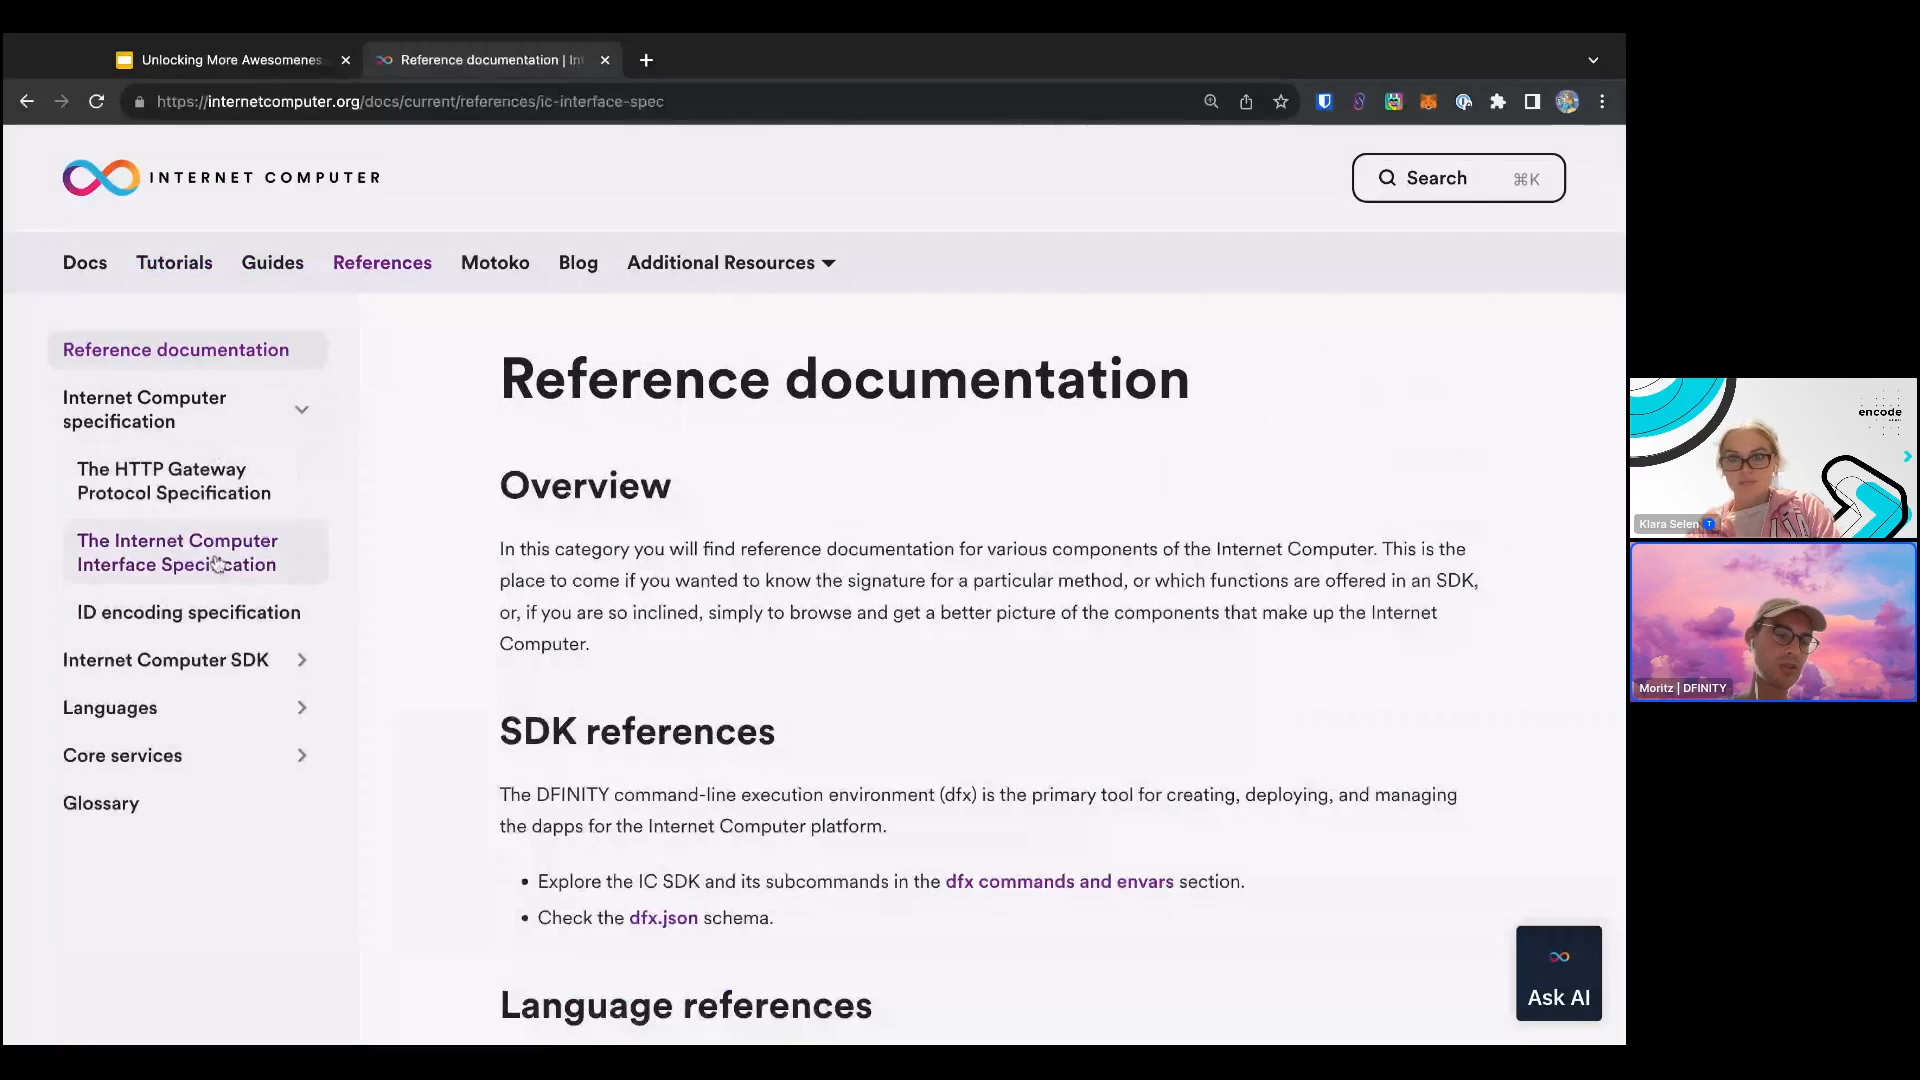 Unlocking More Awesomenes
Reference documentation | In
https://internetcomputer.org/docs/current/references/ic-interface-spec
INTERNET COMPUTER
Search ⌘K
Docs Tutorials Guides References Motoko Blog Additional Resources
Reference documentation
Internet Computer
specification
The HTTP Gateway
Protocol Specification
The Internet Computer
Interface Specification
ID encoding specification
Internet Computer SDK
Languages
Core services
Glossary
Reference documentation
Overview
In this category you will find reference documentation for various components of the Internet Computer. This is the
place to come if you wanted to know the signature for a particular method, or which functions are offered in an SDK,
or, if you are so inclined, simply to browse and get a better picture of the components that make up the Internet
Computer.
SDK references
The DFINITY command-line execution environment (dfx) is the primary tool for creating, deploying, and managing
the dapps for the Internet Computer platform.
Explore the IC SDK and its subcommands in the dfx commands and envars section.
Check the dfx.json schema.
Language references
Ask AI
encode
Klara Selen
Moritz | DFINITY